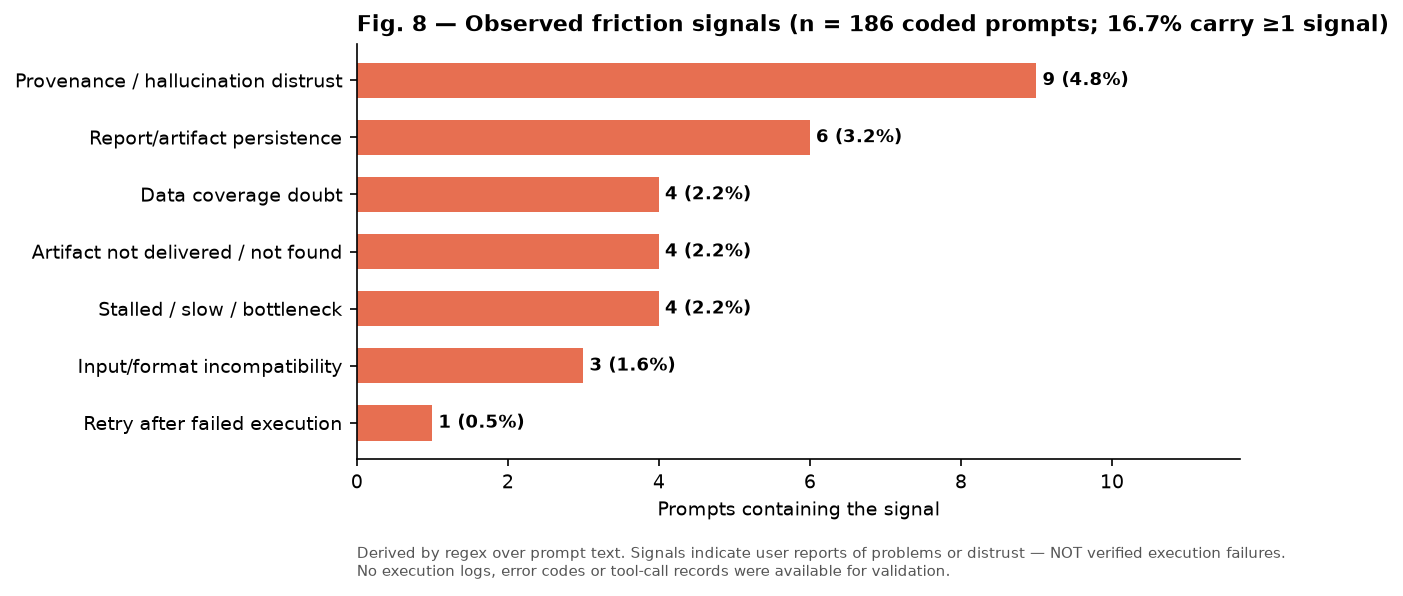 Fig. 8 — Observed friction signals (n = 186 coded prompts; 16.7% carry ≥1 signal)
Provenance / hallucination distrust 9 (4.8%)
Report/artifact persistence 6 (3.2%)
Data coverage doubt 4 (2.2%)
Artifact not delivered / not found 4 (2.2%)
Stalled / slow / bottleneck 4 (2.2%)
Input/format incompatibility 3 (1.6%)
Retry after failed execution 1 (0.5%)
0 2 4 6 8 10
Prompts containing the signal
Derived by regex over prompt text. Signals indicate user reports of problems or distrust — NOT verified execution failures.
No execution logs, error codes or tool-call records were available for validation.